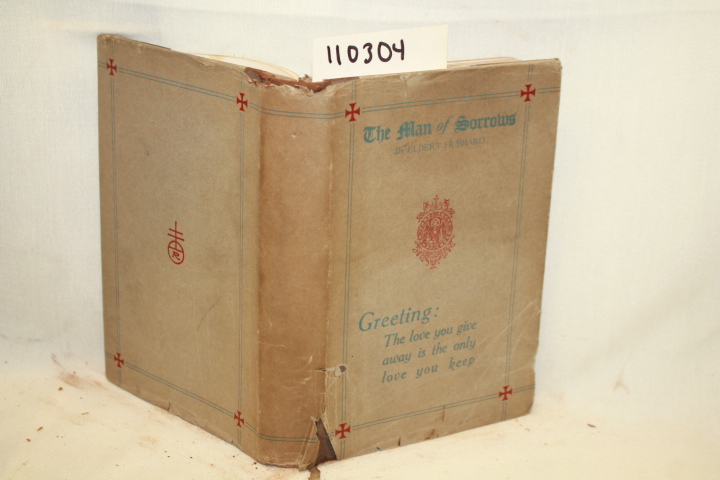 110304
The Man of Sorrows
BY ELBERT HUBBARD
Greeting:
The love you give
away is the only
love you keep
R